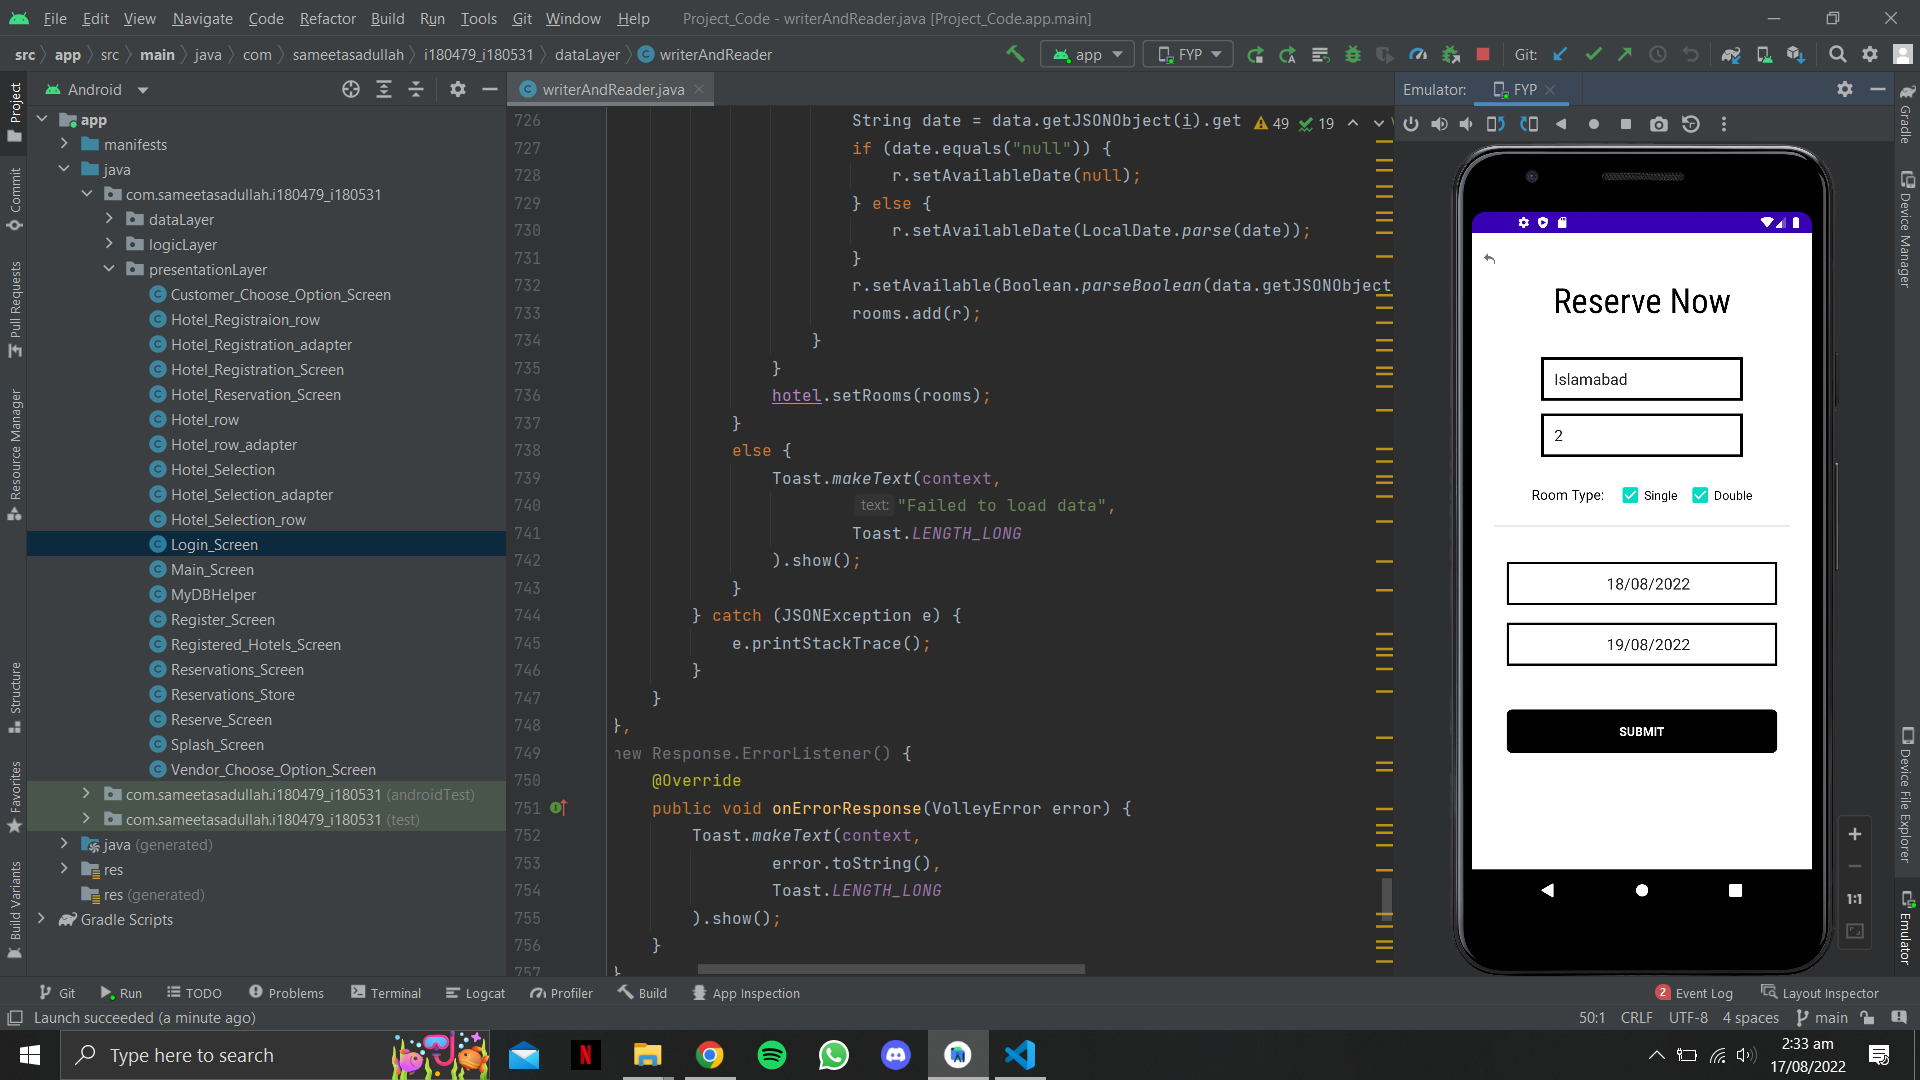 File Edit View Navigate Code Refactor Build Run Tools Git Window Help Project_Code - writerAndReader.java [Project_Code.app.main]
src app src main java com sameetasadullah i180479_i180531 dataLayer writerAndReader app FYP Git:
Android writerAndReader.java Emulator: FYP
app
manifests
java
com.sameetasadullah.i180479_i180531
dataLayer
logicLayer
presentationLayer
Customer_Choose_Option_Screen
Hotel_Registraion_row
Hotel_Registration_adapter
Hotel_Registration_Screen
Hotel_Reservation_Screen
Hotel_row
Hotel_row_adapter
Hotel_Selection
Hotel_Selection_adapter
Hotel_Selection_row
Login_Screen
Main_Screen
MyDBHelper
Register_Screen
Registered_Hotels_Screen
Reservations_Screen
Reservations_Store
Reserve_Screen
Splash_Screen
Vendor_Choose_Option_Screen
com.sameetasadullah.i180479_i180531 (androidTest)
com.sameetasadullah.i180479_i180531 (test)
java (generated)
res
res (generated)
Gradle Scripts
Project
Commit
Pull Requests
Resource Manager
Structure
Favorites
Build Variants
49 19
726 String date = data.getJSONObject(i).get
727 if (date.equals("null")) {
728 r.setAvailableDate(null);
729 } else {
730 r.setAvailableDate(LocalDate.parse(date));
731 }
732 r.setAvailable(Boolean.parseBoolean(data.getJSONObject
733 rooms.add(r);
734 }
735 }
736 hotel.setRooms(rooms);
737 }
738 else {
739 Toast.makeText(context,
740 text: "Failed to load data",
741 Toast.LENGTH_LONG
742 ).show();
743 }
744 } catch (JSONException e) {
745 e.printStackTrace();
746 }
747 }
748 },
749 new Response.ErrorListener() {
750 @Override
751 public void onErrorResponse(VolleyError error) {
752 Toast.makeText(context,
753 error.toString(),
754 Toast.LENGTH_LONG
755 ).show();
756 }
757 }
Reserve Now
Islamabad
2
Room Type: Single Double
18/08/2022
19/08/2022
SUBMIT
1:1
Gradle
Device Manager
Device File Explorer
Emulator
Git Run TODO Problems Terminal Logcat Profiler Build App Inspection 2 Event Log Layout Inspector
Launch succeeded (a minute ago) 50:1 CRLF UTF-8 4 spaces main
Type here to search
2:33 am
17/08/2022